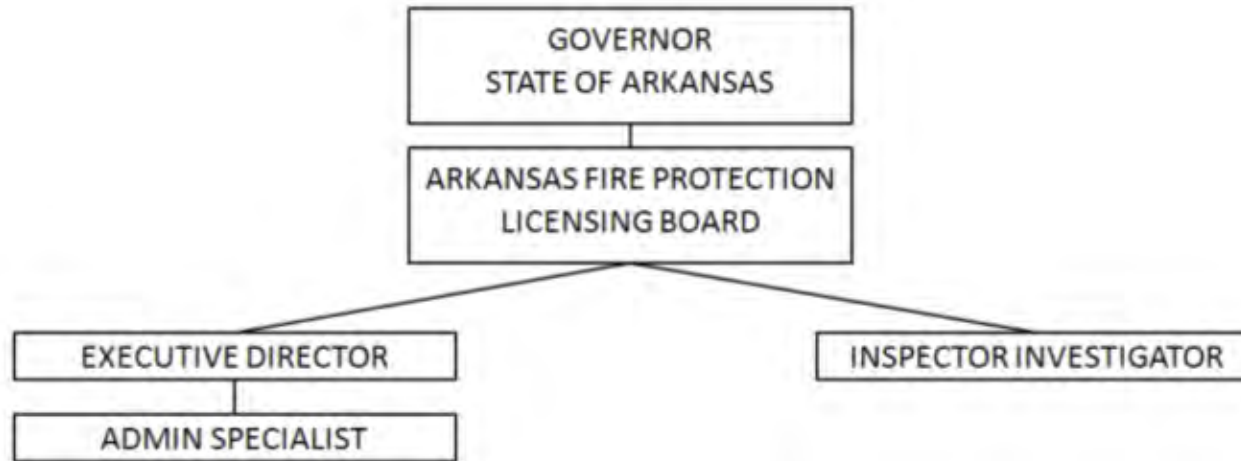 GOVERNOR
STATE OF ARKANSAS
ARKANSAS FIRE PROTECTION
LICENSING BOARD
EXECUTIVE DIRECTOR
INSPECTOR INVESTIGATOR
ADMIN SPECIALIST